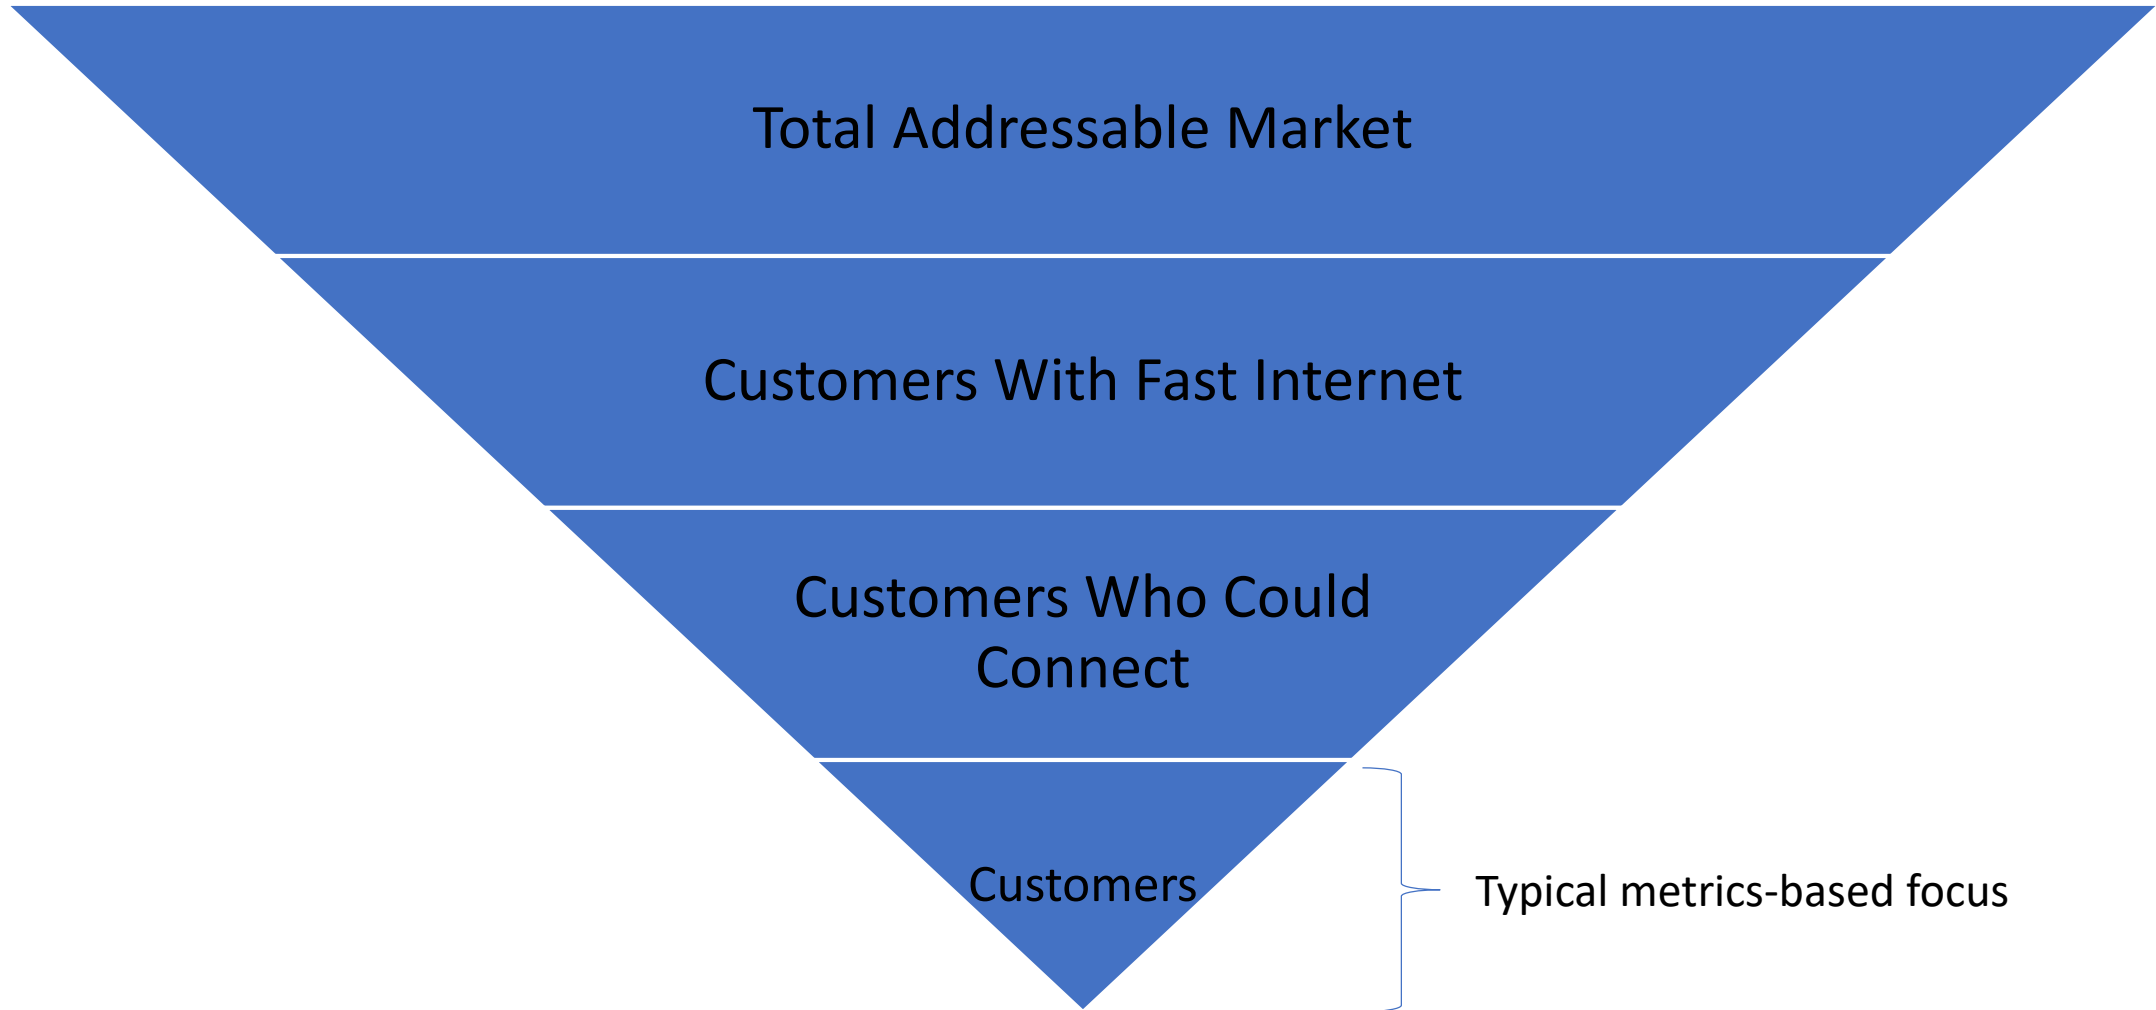 Total Addressable Market
Customers With Fast Internet
Customers Who Could
Connect
Customers
Typical metrics-based focus